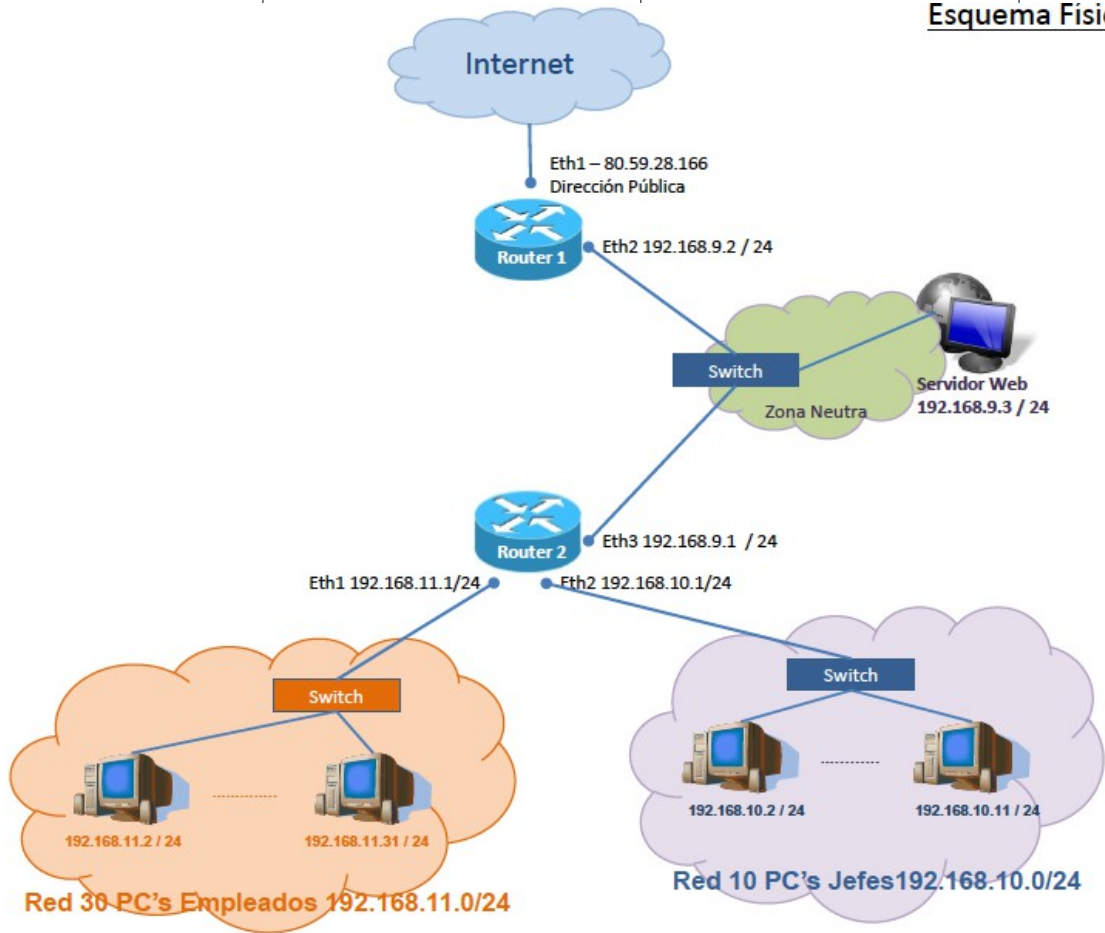 Esquema Físic
Internet
Eth1 – 80.59.28.166
Dirección Pública
Router 1
Eth2 192.168.9.2 / 24
Switch
Zona Neutra
Servidor Web
192.168.9.3 / 24
Router 2
Eth3 192.168.9.1 / 24
Eth1 192.168.11.1/24
Eth2 192.168.10.1/24
Switch
Switch
192.168.11.2 / 24
192.168.11.31 / 24
192.168.10.2 / 24
192.168.10.11 / 24
Red 30 PC's Empleados 192.168.11.0/24
Red 10 PC's Jefes192.168.10.0/24